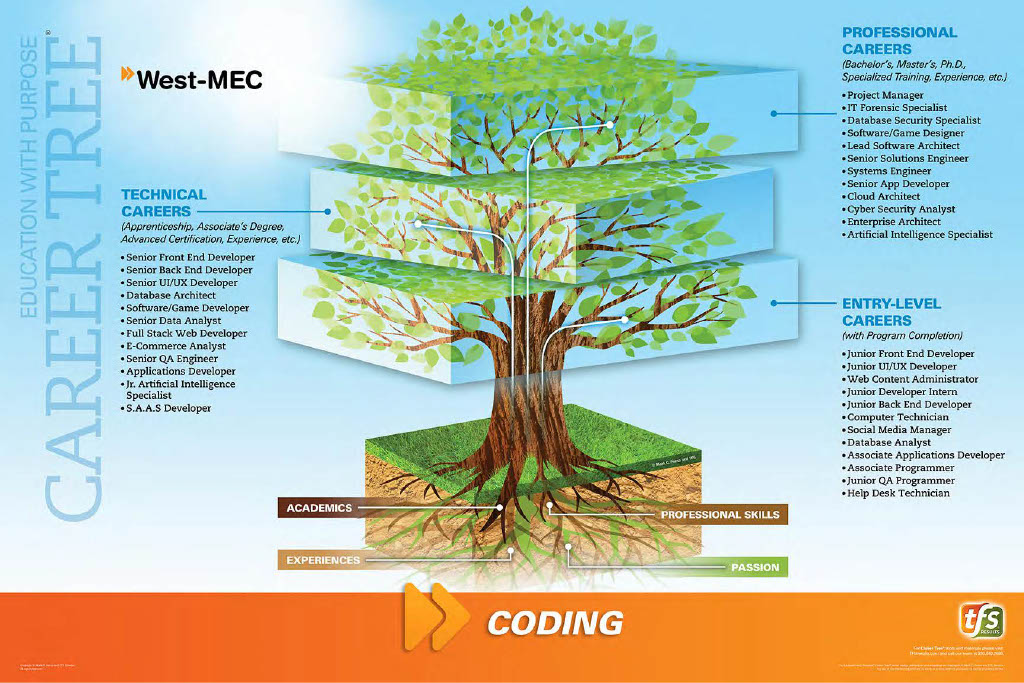 EDUCATION WITH PURPOSE
CAREER TREE®
West-MEC
TECHNICAL
CAREERS
(Apprenticeship, Associate's Degree,
Advanced Certification, Experience, etc.)
• Senior Front End Developer
• Senior Back End Developer
• Senior UI/UX Developer
• Database Architect
• Software/Game Developer
• Senior Data Analyst
• Full Stack Web Developer
• E-Commerce Analyst
• Senior QA Engineer
• Applications Developer
• Jr. Artificial Intelligence
Specialist
• S.A.A.S Developer
PROFESSIONAL
CAREERS
(Bachelor's, Master's, Ph.D.,
Specialized Training, Experience, etc.)
• Project Manager
• IT Forensic Specialist
• Database Security Specialist
• Software/Game Designer
• Lead Software Architect
• Senior Solutions Engineer
• Systems Engineer
• Senior App Developer
• Cloud Architect
• Cyber Security Analyst
• Enterprise Architect
• Artificial Intelligence Specialist
ENTRY-LEVEL
CAREERS
(with Program Completion)
• Junior Front End Developer
• Junior UI/UX Developer
• Web Content Administrator
• Junior Developer Intern
• Junior Back End Developer
• Computer Technician
• Social Media Manager
• Database Analyst
• Associate Applications Developer
• Associate Programmer
• Junior QA Programmer
• Help Desk Technician
ACADEMICS
PROFESSIONAL SKILLS
EXPERIENCES
PASSION
CODING
tfs
RESULTS